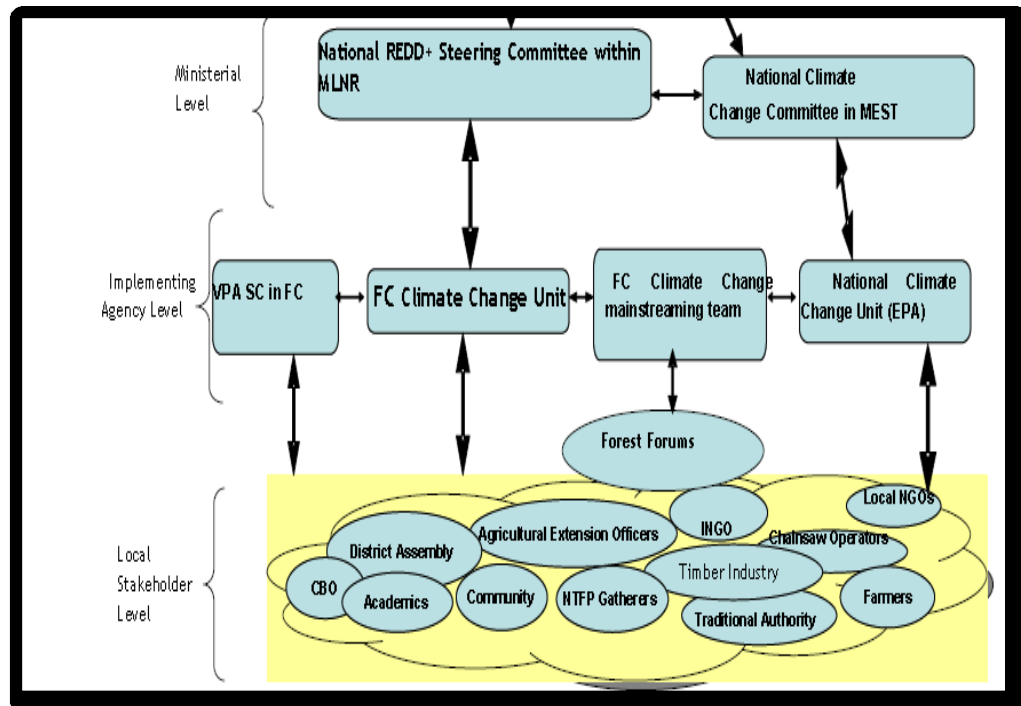 Ministerial
Level
National REDD+ Steering Committee within
MLNR
National Climate
Change Committee in MEST
Implementing
Agency Level
VPA SC in FC
FC Climate Change Unit
FC Climate Change
mainstreaming team
National Climate
Change Unit (EPA)
Forest Forums
Local
Stakeholder
Level
Local NGOs
INGO
Agricultural Extension Officers
Chainsaw Operators
District Assembly
Timber Industry
CBO
Academics
Community
NTFP Gatherers
Farmers
Traditional Authority